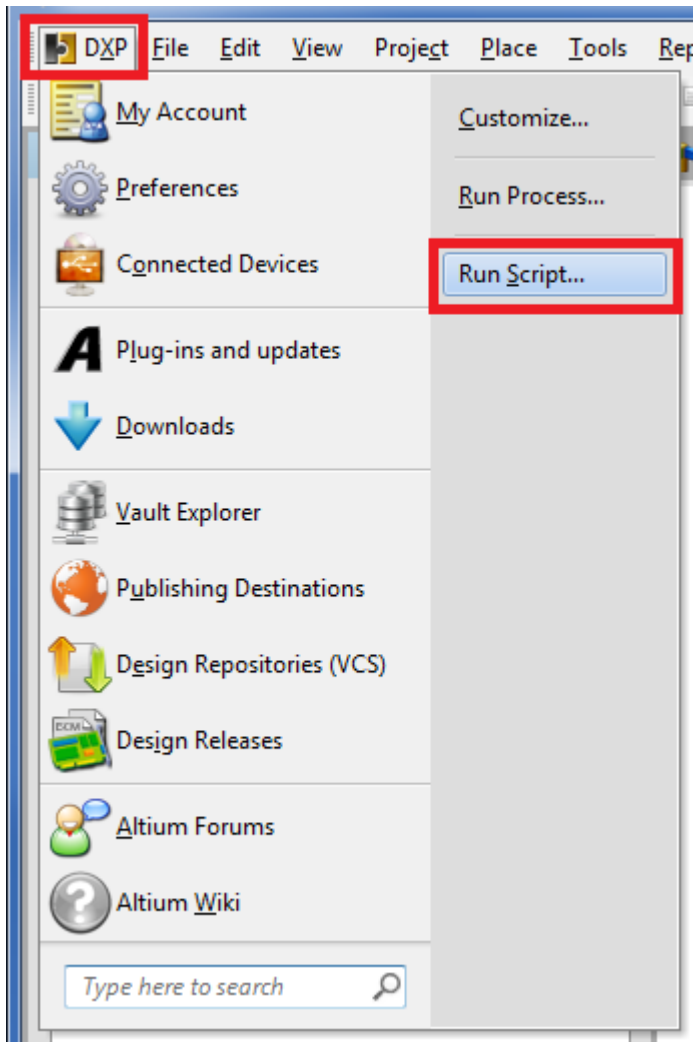 DXP File Edit View Project Place Tools Rep
My Account
Preferences
Connected Devices
Plug-ins and updates
Downloads
Vault Explorer
Publishing Destinations
Design Repositories (VCS)
Design Releases
Altium Forums
Altium Wiki
Type here to search
Customize...
Run Process...
Run Script...